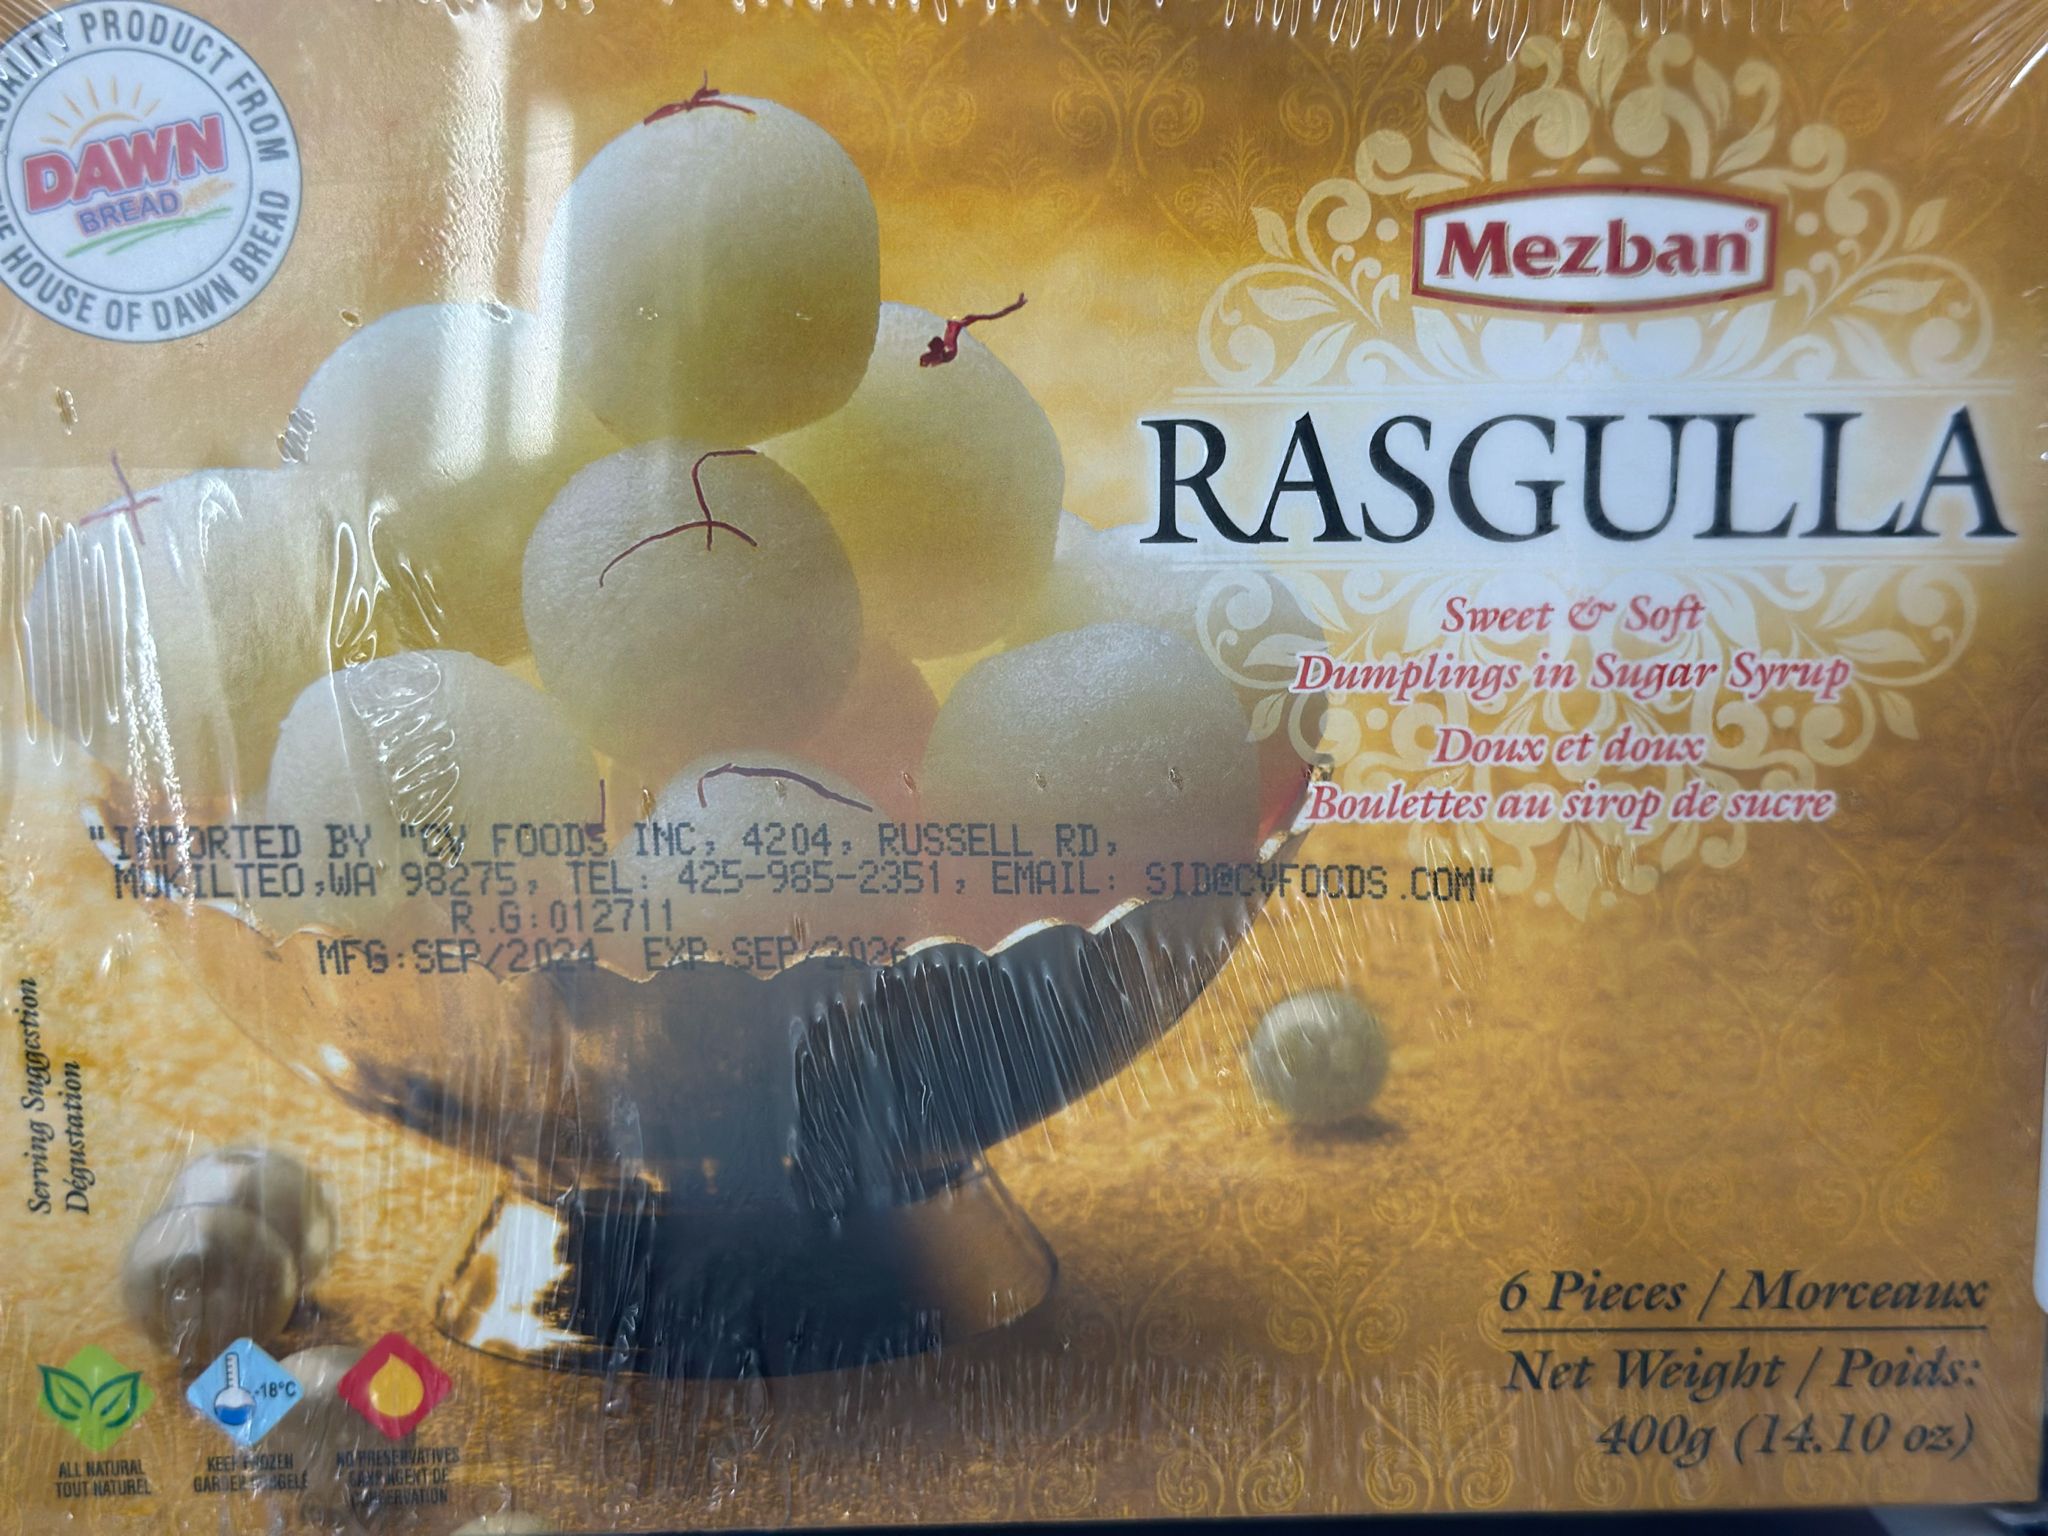 QUALITY PRODUCT FROM
THE HOUSE OF DAWN BREAD
DAWN
BREAD
Mezban®
RASGULLA
Sweet & Soft
Dumplings in Sugar Syrup
Doux et doux
Boulettes au sirop de sucre
"IMPORTED BY "CV FOODS INC, 4204, RUSSELL RD,
MUKILTEO,WA 98275, TEL: 425-985-2351, EMAIL: SID@CVFOODS.COM"
R.G:012711
MFG:SEP/2024 EXP:SEP/2026
Serving Suggestion
Dégustation
6 Pieces / Morceaux
Net Weight / Poids:
400g (14.10 oz)
-18°C
ALL NATURAL
TOUT NATUREL
KEEP FROZEN
GARDER
NO PRESERVATIVES